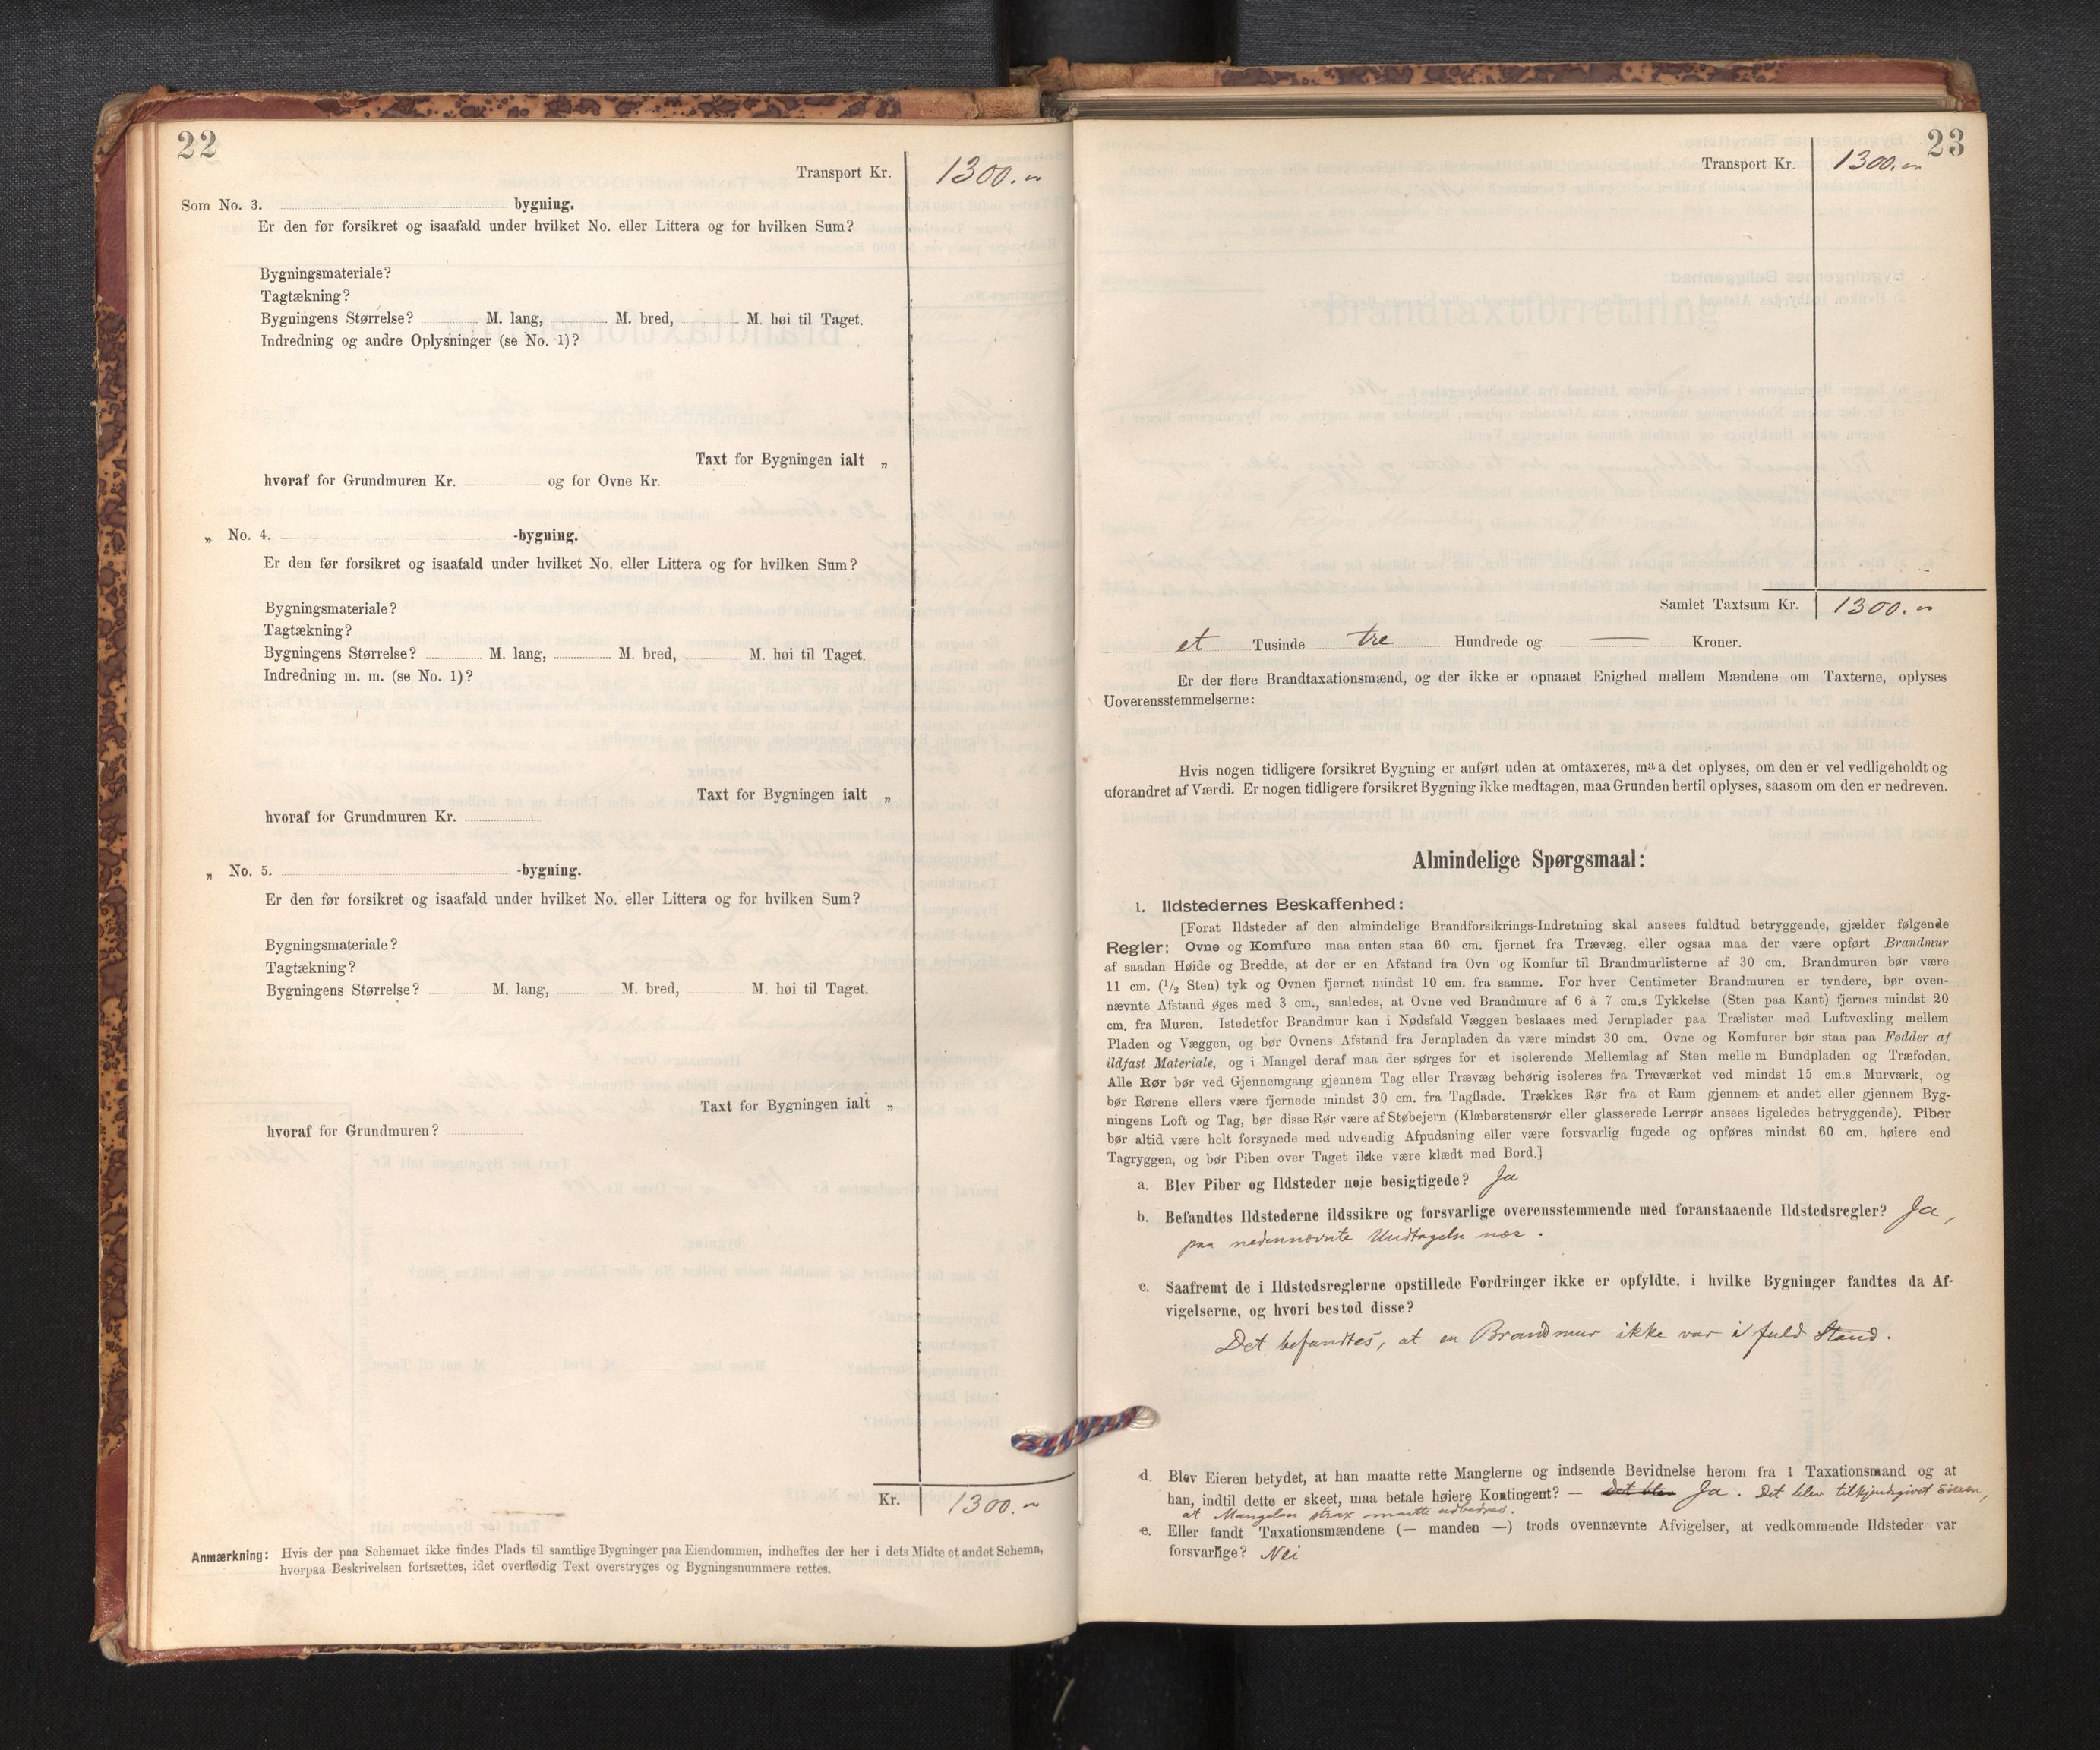 22
Transport Kr. 1300.„
Som No. 3. bygning.
Er den før forsikret og isaafald under hvilket No. eller Littera og for hvilken Sum?
Bygningsmateriale?
Tagtækning?
Bygningens Størrelse? M. lang, M. bred, M. høi til Taget.
Indredning og andre Oplysninger (se No. 1)?
Taxt for Bygningen ialt „
hvoraf for Grundmuren Kr. og for Ovne Kr.
„ No. 4. -bygning.
Er den før forsikret og isaafald under hvilket No. eller Littera og for hvilken Sum?
Bygningsmateriale?
Tagtækning?
Bygningens Størrelse? M. lang, M. bred, M. høi til Taget.
Indredning m. m. (se No. 1)?
Taxt for Bygningen ialt „
hvoraf for Grundmuren Kr.
„ No. 5. -bygning.
Er den før forsikret og isaafald under hvilket No. eller Littera og for hvilken Sum?
Bygningsmateriale?
Tagtækning?
Bygningens Størrelse? M. lang, M. bred, M. høi til Taget.
Taxt for Bygningen ialt „
hvoraf for Grundmuren?
Kr. 1300.„
Anmærkning: Hvis der paa Schemaet ikke findes Plads til samtlige Bygninger paa Eiendommen, indheftes der her i dets Midte et andet Schema,
hvorpaa Beskrivelsen fortsættes, idet overflødig Text overstryges og Bygningsnummere rettes.
23
Transport Kr. 1300.„
Samlet Taxtsum Kr. 1300.„
et Tusinde tre Hundrede og — Kroner.
Er der flere Brandtaxationsmænd, og der ikke er opnaaet Enighed mellem Mændene om Taxterne, oplyses
Uoverensstemmelserne:
Hvis nogen tidligere forsikret Bygning er anført uden at omtaxeres, maa det oplyses, om den er vel vedligeholdt og
uforandret af Værdi. Er nogen tidligere forsikret Bygning ikke medtagen, maa Grunden hertil oplyses, saasom om den er nedreven.
Almindelige Spørgsmaal:
1. Ildstedernes Beskaffenhed:
[Forat Ildsteder af den almindelige Brandforsikrings-Indretning skal ansees fuldtud betryggende, gjælder følgende
Regler: Ovne og Komfure maa enten staa 60 cm. fjernet fra Trævæg, eller ogsaa maa der være opført Brandmur
af saadan Høide og Bredde, at der er en Afstand fra Ovn og Komfur til Brandmurlisterne af 30 cm. Brandmuren bør være
11 cm. (1/2 Sten) tyk og Ovnen fjernet mindst 10 cm. fra samme. For hver Centimeter Brandmuren er tyndere, bør oven-
nævnte Afstand øges med 3 cm., saaledes, at Ovne ved Brandmure af 6 à 7 cm.s Tykkelse (Sten paa Kant) fjernes mindst 20
cm. fra Muren. Istedetfor Brandmur kan i Nødsfald Væggen beslaaes med Jernplader paa Trælister med Luftvexling mellem
Pladen og Væggen, og bør Ovnens Afstand fra Jernpladen da være mindst 30 cm. Ovne og Komfurer bør staa paa Fødder af
ildfast Materiale, og i Mangel deraf maa der sørges for et isolerende Mellemlag af Sten mellem Bundpladen og Træfoden.
Alle Rør bør ved Gjennemgang gjennem Tag eller Trævæg behørig isoleres fra Træværket ved mindst 15 cm.s Murværk, og
bør Rørene ellers være fjernede mindst 30 cm. fra Tagflade. Trækkes Rør fra et Rum gjennem et andet eller gjennem Byg-
ningens Loft og Tag, bør disse Rør være af Støbejern (Klæberstensrør eller glasserede Lerrør ansees ligeledes betryggende). Piber
bør altid være holt forsynede med udvendig Afpudsning eller være forsvarlig fugede og opføres mindst 60 cm. høiere end
Tagryggen, og bør Piben over Taget ikke være klædt med Bord.]
a. Blev Piber og Ildsteder nøie besigtigede? Ja
b. Befandtes Ildstederne ildssikre og forsvarlige overensstemmende med foranstaaende Ildstedsregler? Ja,
paa nedennævnte Undtagelse nær.
c. Saafremt de i Ildstedsreglerne opstillede Fordringer ikke er opfyldte, i hvilke Bygninger fandtes da Af-
vigelserne, og hvori bestod disse?
Det befandtes, at en Brandmur ikke var i fuld Stand.
d. Blev Eieren betydet, at han maatte rette Manglerne og indsende Bevidnelse herom fra 1 Taxationsmand og at
han, indtil dette er skeet, maa betale høiere Kontingent? — Det blev Ja. Det blev tilkjendegivet Eieren,
at Mangelen strax maatte udbedres.
e. Eller fandt Taxationsmændene (— manden —) trods ovennævnte Afvigelser, at vedkommende Ildsteder var
forsvarlige? Nei